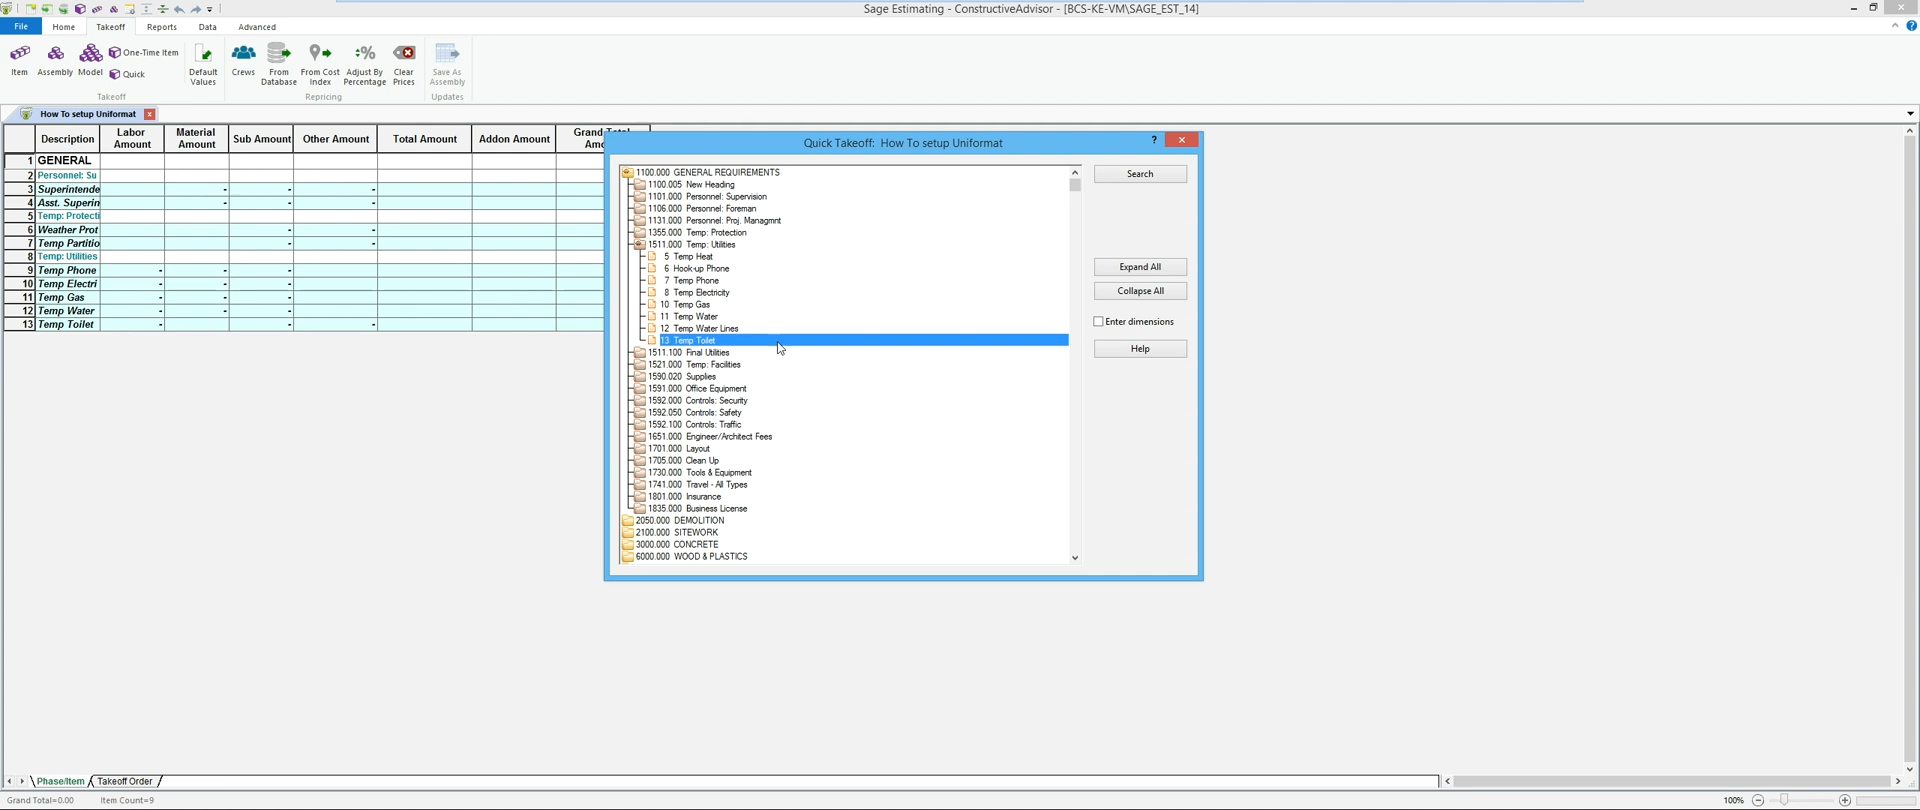 Sage Estimating - ConstructiveAdvisor - [BCS-KE-VM\SAGE_EST_14]
File Home Takeoff Reports Data Advanced
Item Assembly Model One-Time Item Quick Default Values Crews From Database From Cost Index Adjust By Percentage Clear Prices Save As Assembly
Takeoff Repricing Updates
How To setup Uniformat
Description Labor Amount Material Amount Sub Amount Other Amount Total Amount Addon Amount Grand
1 GENERAL
2 Personnel: Su
3 Superintende - - -
4 Asst. Superin - - -
5 Temp: Protecti
6 Weather Prot - -
7 Temp Partitio - -
8 Temp: Utilities
9 Temp Phone - - -
10 Temp Electri - - -
11 Temp Gas - - -
12 Temp Water - - -
13 Temp Toilet - - -
Quick Takeoff: How To setup Uniformat
?
1100.000 GENERAL REQUIREMENTS
1100.005 New Heading
1101.000 Personnel: Supervision
1106.000 Personnel: Foreman
1131.000 Personnel: Proj. Managmnt
1355.000 Temp: Protection
1511.000 Temp: Utilities
5 Temp Heat
6 Hook-up Phone
7 Temp Phone
8 Temp Electricity
10 Temp Gas
11 Temp Water
12 Temp Water Lines
13 Temp Toilet
1511.100 Final Utilities
1521.000 Temp: Facilities
1590.020 Supplies
1591.000 Office Equipment
1592.000 Controls: Security
1592.050 Controls: Safety
1592.100 Controls: Traffic
1651.000 Engineer/Architect Fees
1701.000 Layout
1705.000 Clean Up
1730.000 Tools & Equipment
1741.000 Travel - All Types
1801.000 Insurance
1835.000 Business License
2050.000 DEMOLITION
2100.000 SITEWORK
3000.000 CONCRETE
6000.000 WOOD & PLASTICS
Search
Expand All
Collapse All
Enter dimensions
Help
Phase/Item Takeoff Order
Grand Total=0.00 Item Count=9 100%